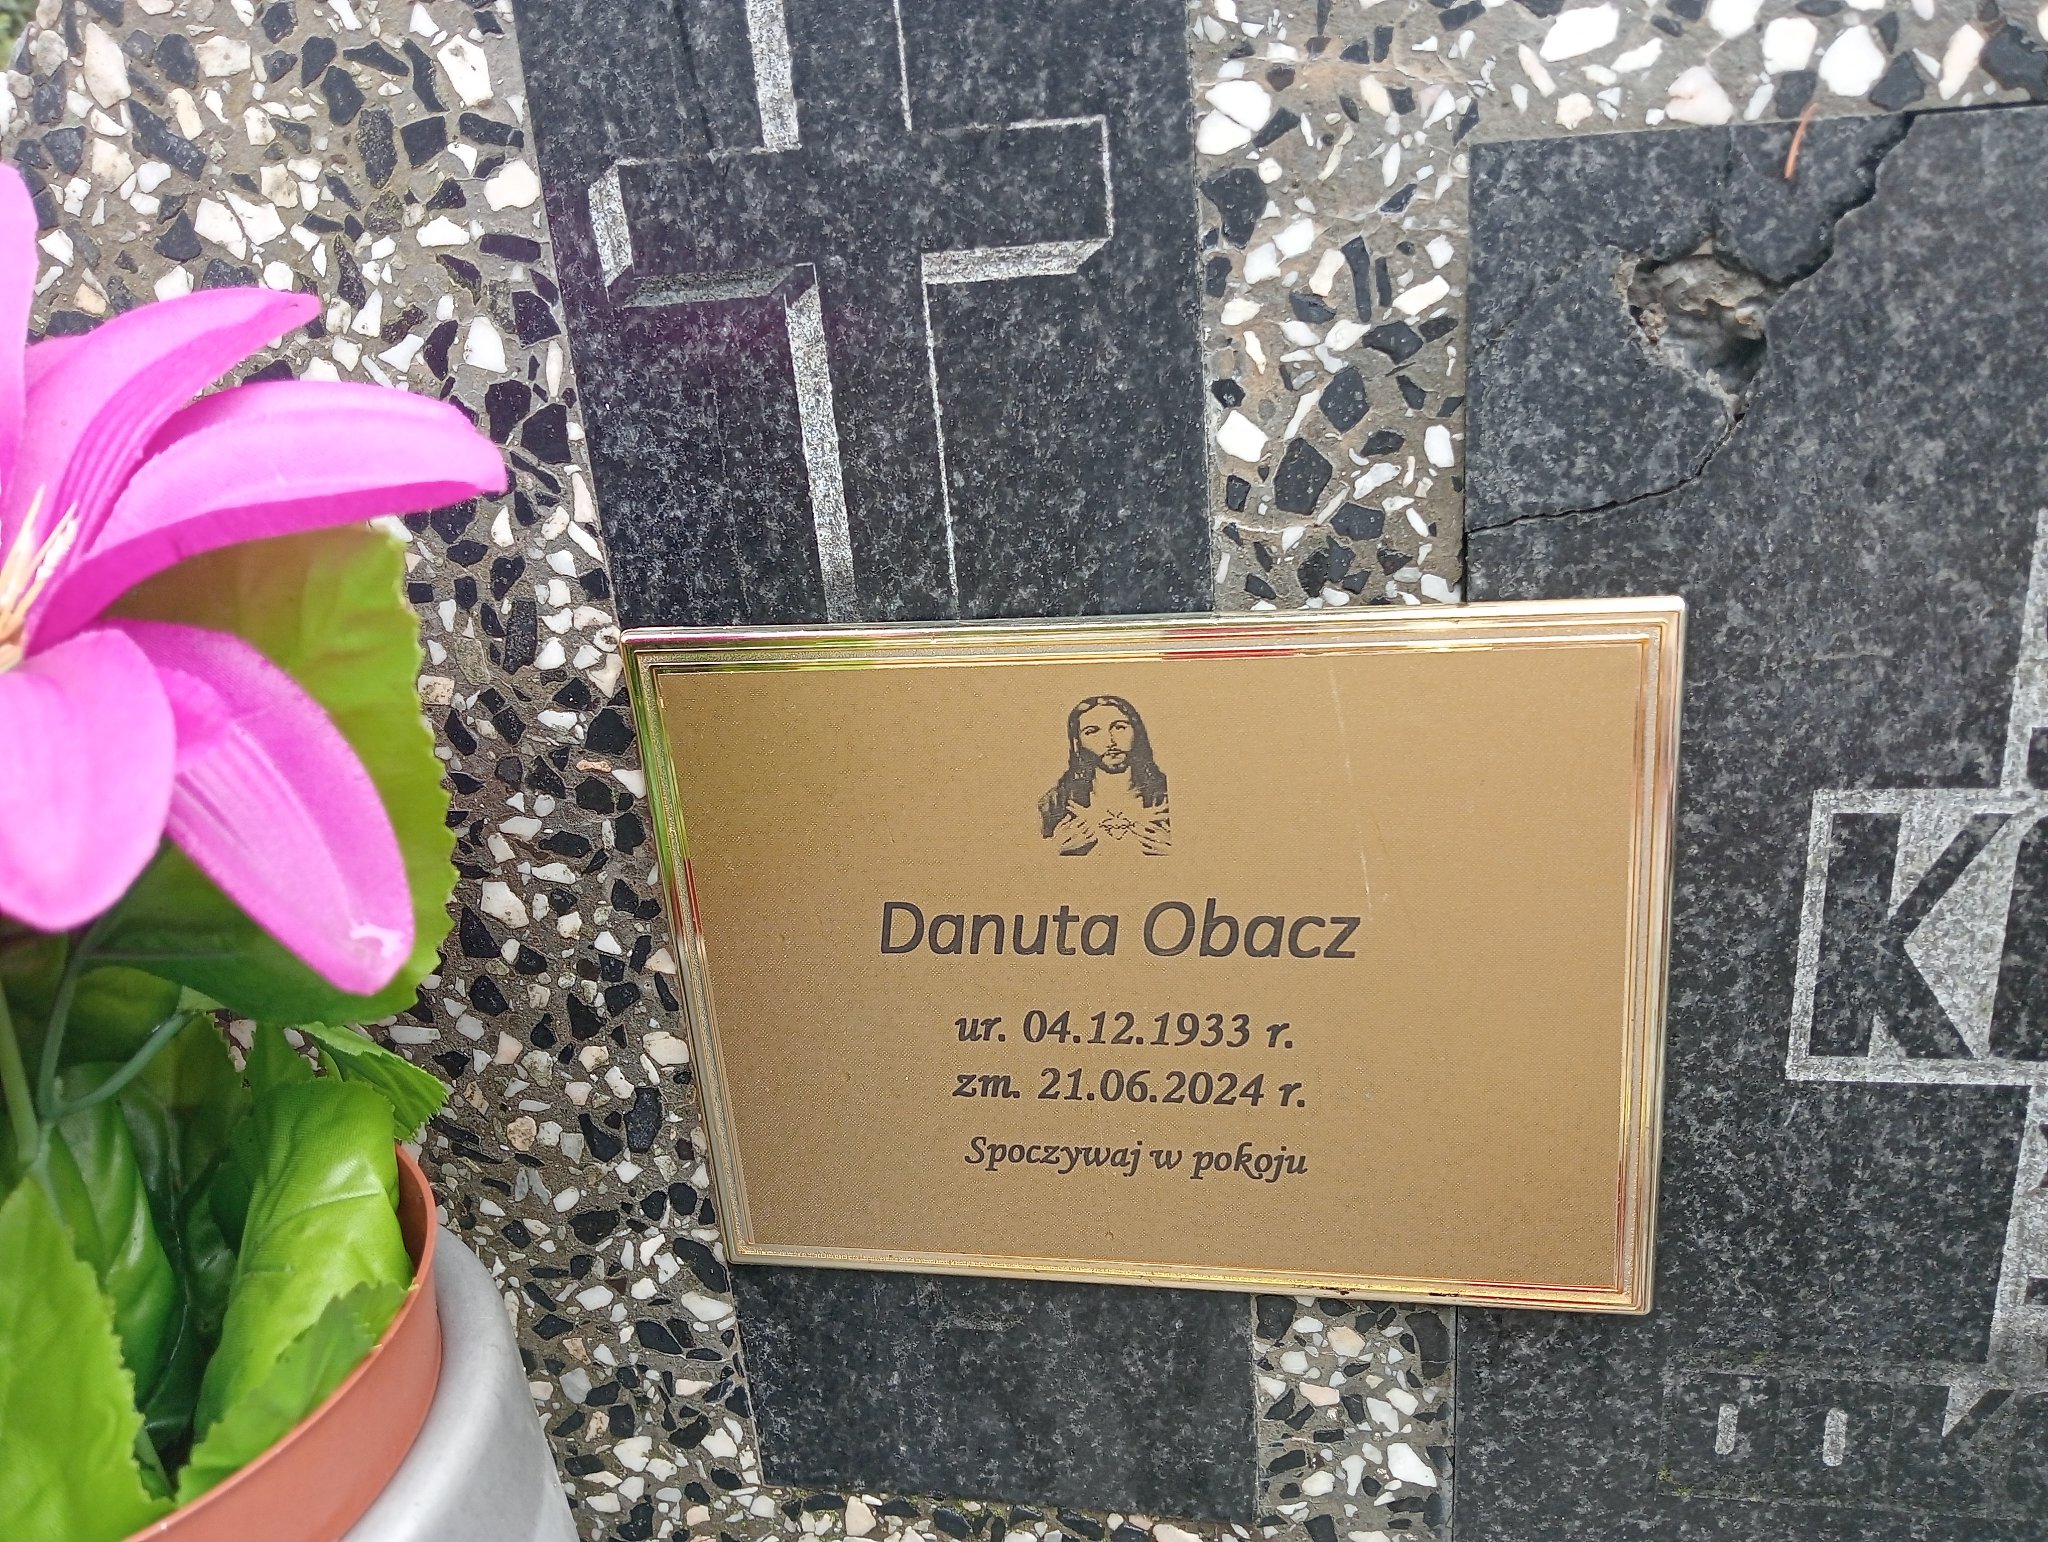 Danuta Obacz
ur. 04.12.1933 r.
zm. 21.06.2024 r.
Spoczywaj w pokoju